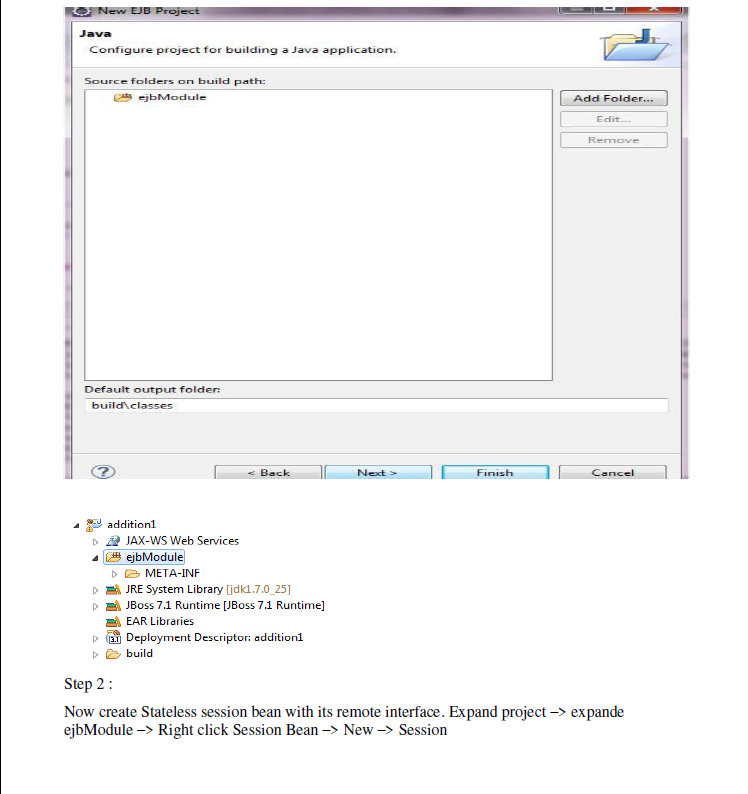 New EJB Project
Java
Configure project for building a Java application.
Source folders on build path:
ejbModule
Add Folder...
Edit...
Remove
Default output folder:
build\classes
< Back
Next >
Finish
Cancel
addition1
JAX-WS Web Services
ejbModule
META-INF
JRE System Library [jdk1.7.0_25]
JBoss 7.1 Runtime [JBoss 7.1 Runtime]
EAR Libraries
Deployment Descriptor: addition1
build
Step 2 :
Now create Stateless session bean with its remote interface. Expand project –> expande
ejbModule –> Right click Session Bean –> New –> Session